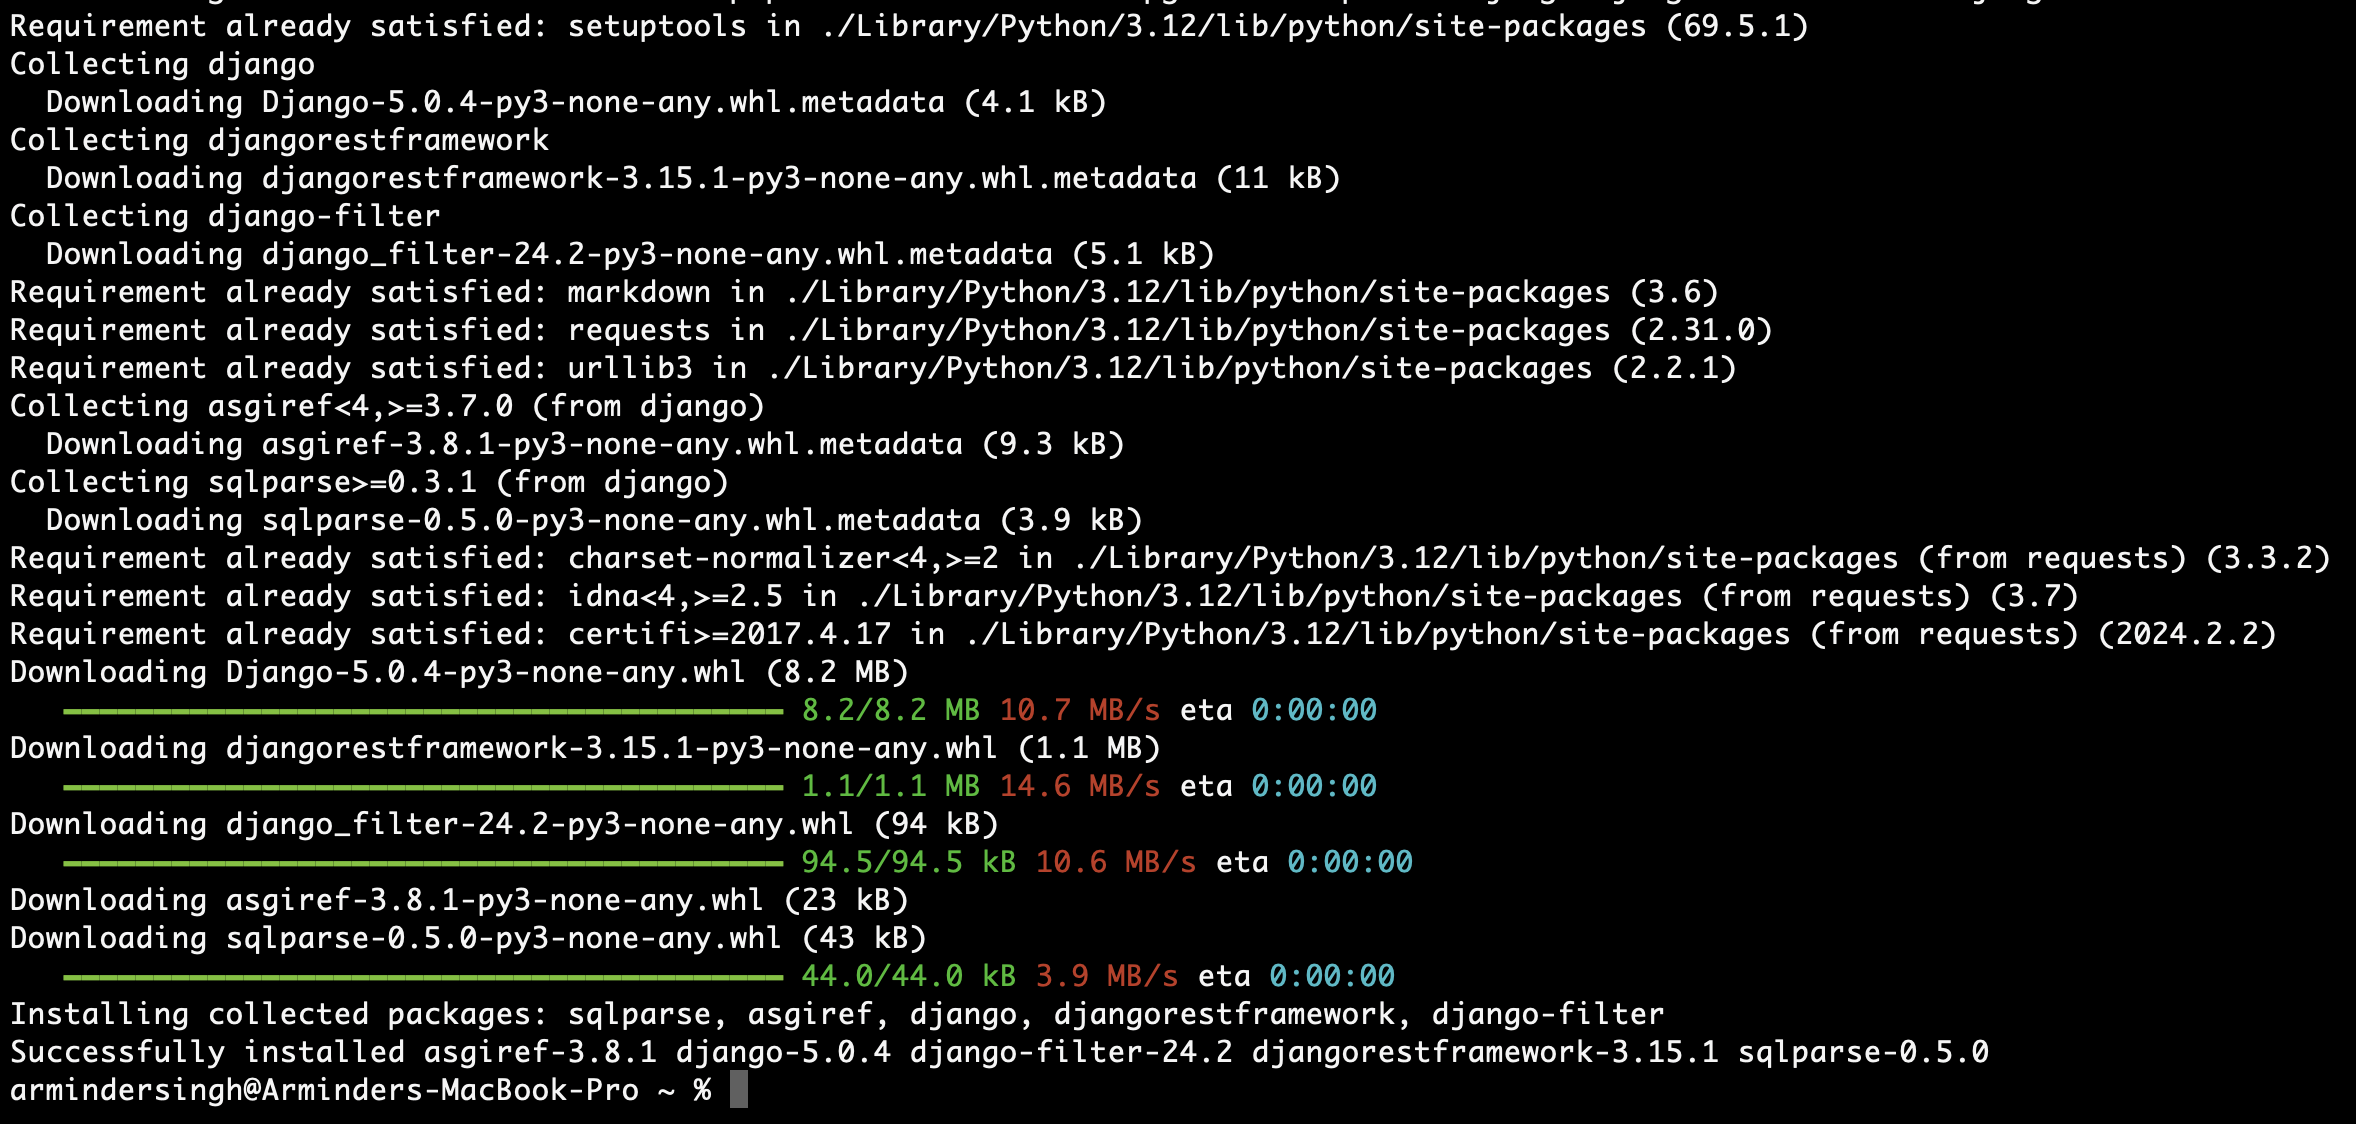 Requirement already satisfied: setuptools in ./Library/Python/3.12/lib/python/site-packages (69.5.1)
Collecting django
  Downloading Django-5.0.4-py3-none-any.whl.metadata (4.1 kB)
Collecting djangorestframework
  Downloading djangorestframework-3.15.1-py3-none-any.whl.metadata (11 kB)
Collecting django-filter
  Downloading django_filter-24.2-py3-none-any.whl.metadata (5.1 kB)
Requirement already satisfied: markdown in ./Library/Python/3.12/lib/python/site-packages (3.6)
Requirement already satisfied: requests in ./Library/Python/3.12/lib/python/site-packages (2.31.0)
Requirement already satisfied: urllib3 in ./Library/Python/3.12/lib/python/site-packages (2.2.1)
Collecting asgiref<4,>=3.7.0 (from django)
  Downloading asgiref-3.8.1-py3-none-any.whl.metadata (9.3 kB)
Collecting sqlparse>=0.3.1 (from django)
  Downloading sqlparse-0.5.0-py3-none-any.whl.metadata (3.9 kB)
Requirement already satisfied: charset-normalizer<4,>=2 in ./Library/Python/3.12/lib/python/site-packages (from requests) (3.3.2)
Requirement already satisfied: idna<4,>=2.5 in ./Library/Python/3.12/lib/python/site-packages (from requests) (3.7)
Requirement already satisfied: certifi>=2017.4.17 in ./Library/Python/3.12/lib/python/site-packages (from requests) (2024.2.2)
Downloading Django-5.0.4-py3-none-any.whl (8.2 MB)
8.2/8.2 MB 10.7 MB/s eta 0:00:00
Downloading djangorestframework-3.15.1-py3-none-any.whl (1.1 MB)
1.1/1.1 MB 14.6 MB/s eta 0:00:00
Downloading django_filter-24.2-py3-none-any.whl (94 kB)
94.5/94.5 kB 10.6 MB/s eta 0:00:00
Downloading asgiref-3.8.1-py3-none-any.whl (23 kB)
Downloading sqlparse-0.5.0-py3-none-any.whl (43 kB)
44.0/44.0 kB 3.9 MB/s eta 0:00:00
Installing collected packages: sqlparse, asgiref, django, djangorestframework, django-filter
Successfully installed asgiref-3.8.1 django-5.0.4 django-filter-24.2 djangorestframework-3.15.1 sqlparse-0.5.0
armindersingh@Arminders-MacBook-Pro ~ %